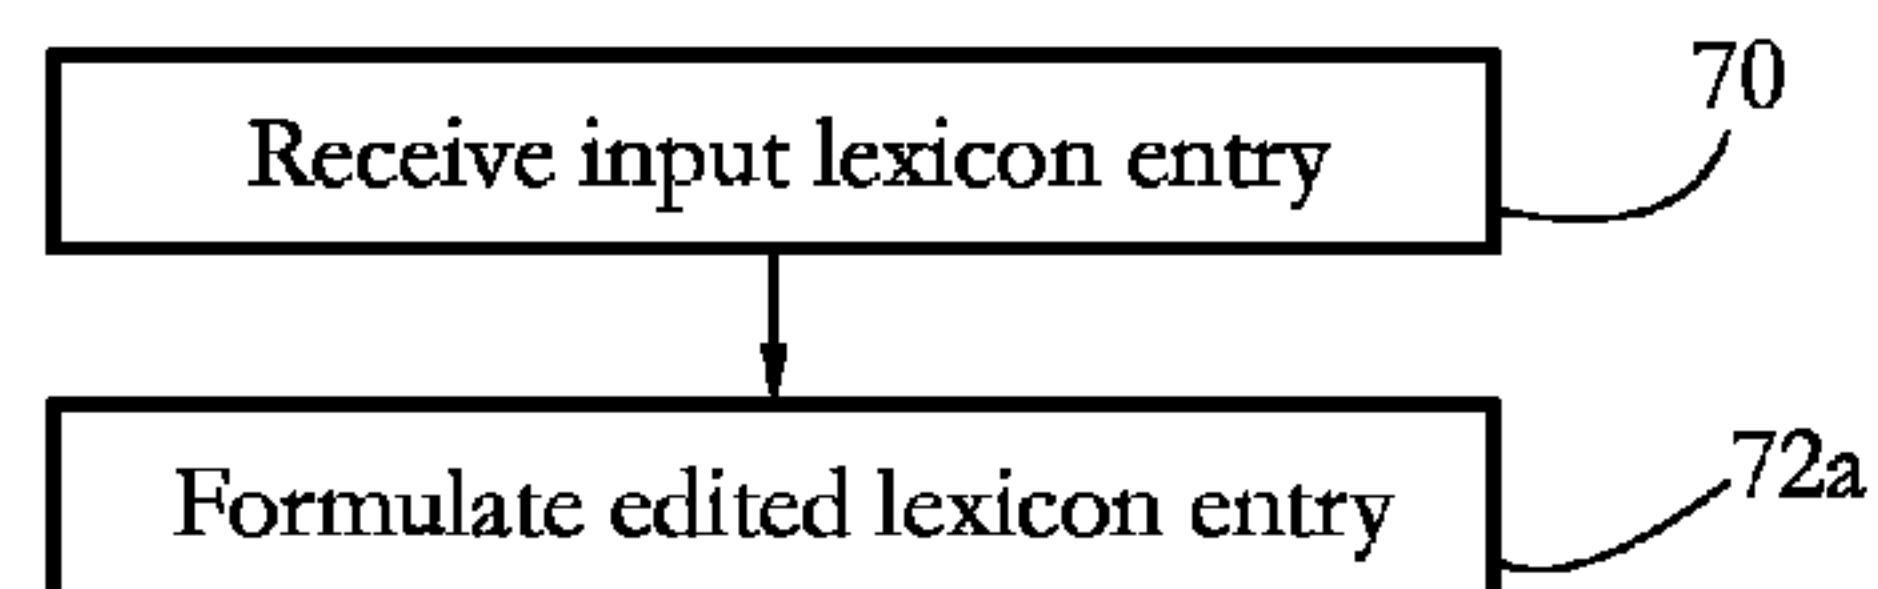 70
Receive input lexicon entry
72a
Formulate edited lexicon entry